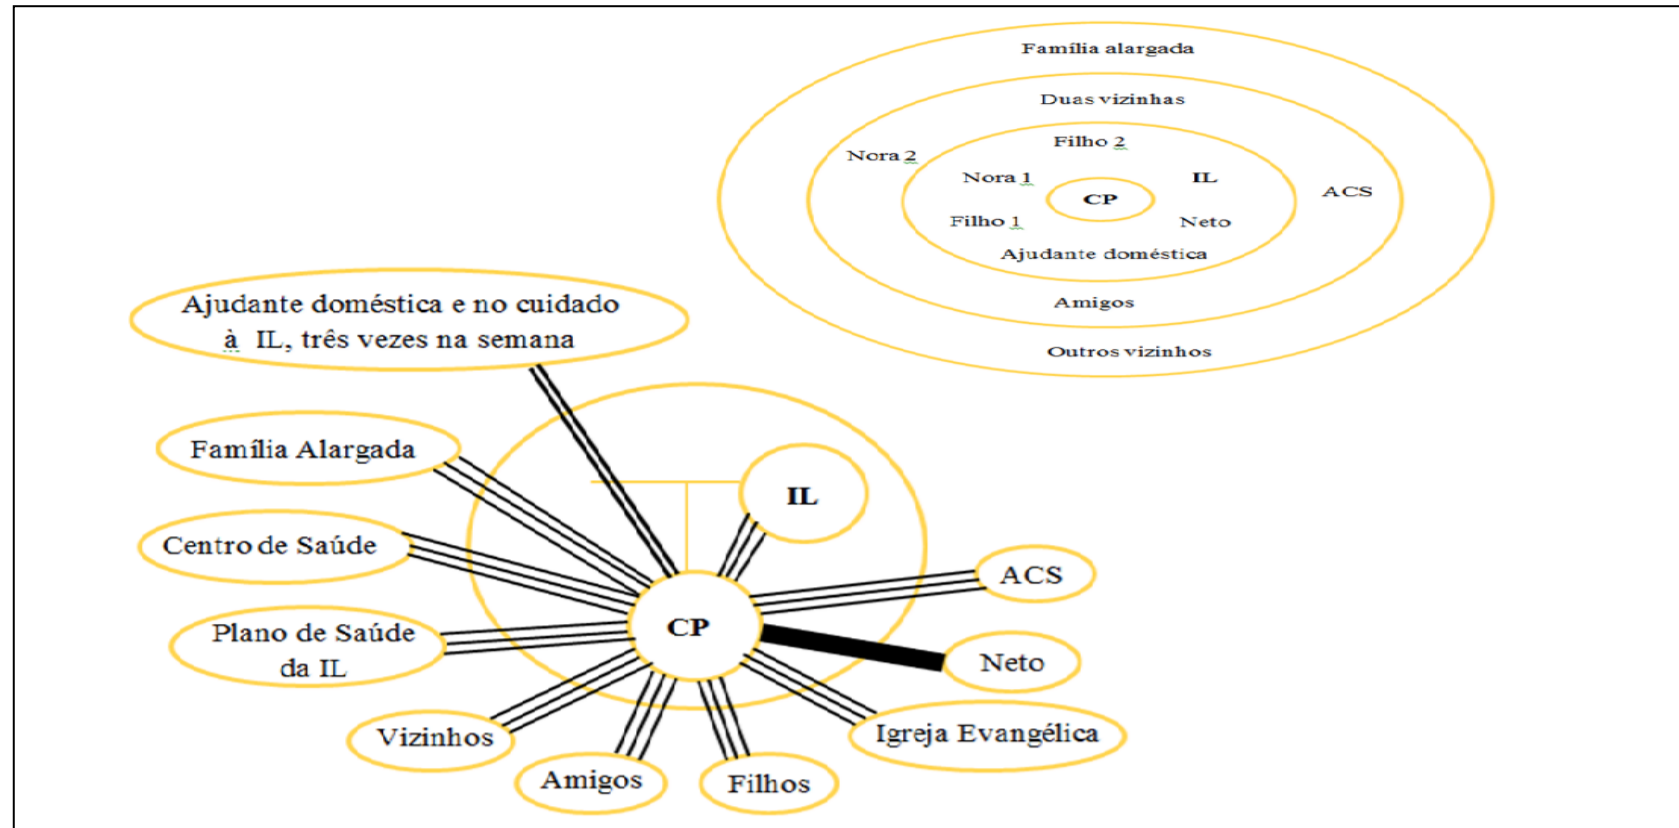 Família alargada
Duas vizinhas
Filho 2
Nora 2
Nora 1
IL
ACS
CP
Filho 1
Neto
Ajudante doméstica
Amigos
Outros vizinhos
Ajudante doméstica e no cuidado
à IL, três vezes na semana
Família Alargada
IL
Centro de Saúde
ACS
CP
Plano de Saúde
da IL
Neto
Vizinhos
Igreja Evangélica
Amigos
Filhos